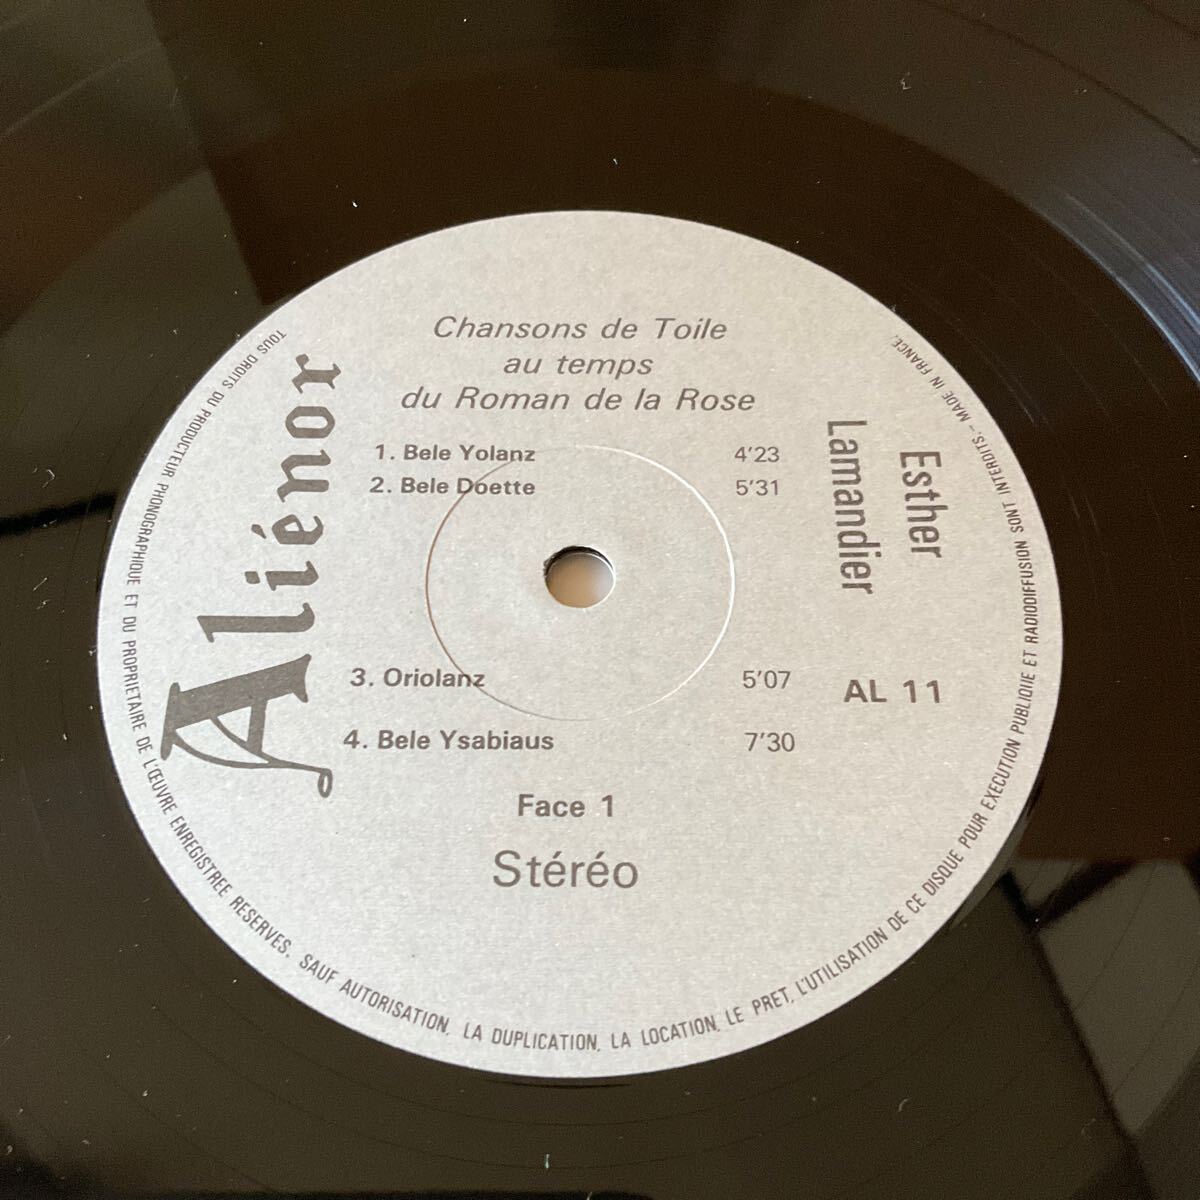 Chansons de Toile
au temps
du Roman de la Rose
1. Bele Yolanz 4'23
2. Bele Doette 5'31
3. Oriolanz 5'07
4. Bele Ysabiaus 7'30
Face 1
Stéréo
Aliénor
Esther
Lamandier
AL 11
TOUS DROITS DU PRODUCTEUR PHONOGRAPHIQUE ET DU PROPRIETAIRE DE L'ŒUVRE ENREGISTREE RESERVES. SAUF AUTORISATION, LA DUPLICATION, LA LOCATION, LE PRET, L'UTILISATION DE CE DISQUE POUR EXECUTION PUBLIQUE ET RADIODIFFUSION SONT INTERDITS.- MADE IN FRANCE.